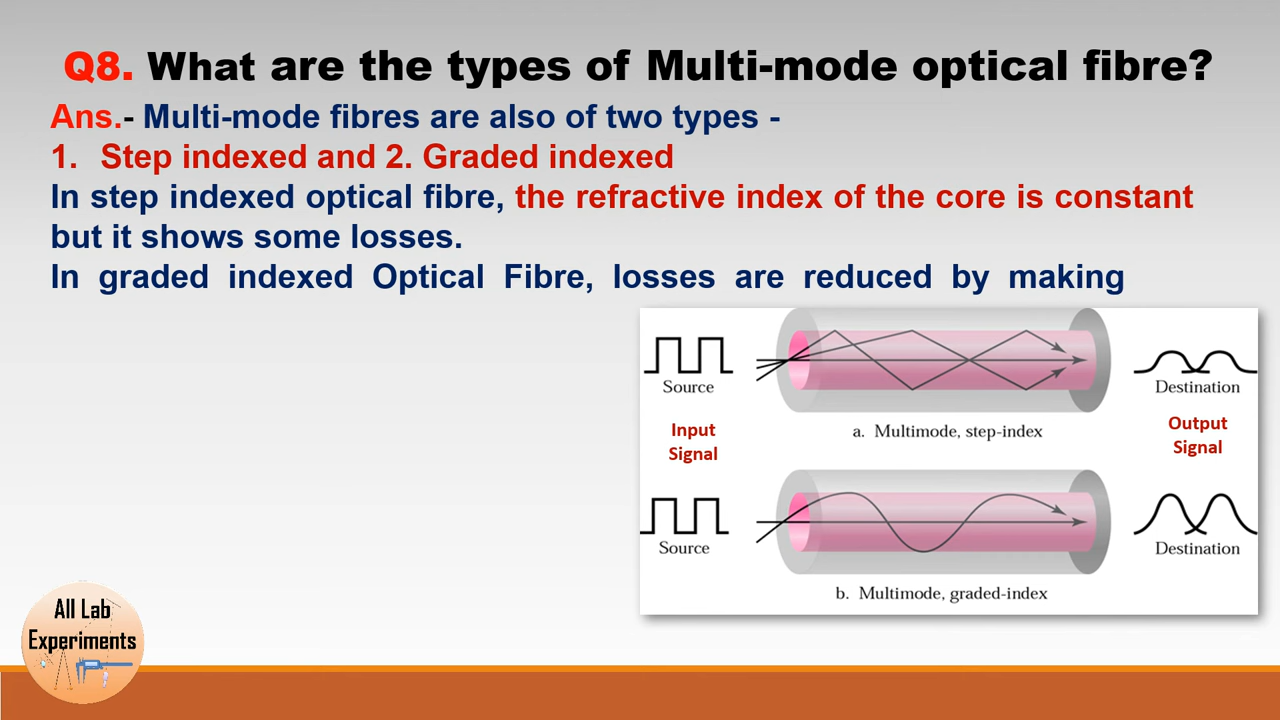 Q8. What are the types of Multi-mode optical fibre?
Ans.- Multi-mode fibres are also of two types -
1. Step indexed and 2. Graded indexed
In step indexed optical fibre, the refractive index of the core is constant
but it shows some losses.
In graded indexed Optical Fibre, losses are reduced by making
Source
Destination
Input
Signal
Output
Signal
a. Multimode, step-index
Source
Destination
b. Multimode, graded-index
All Lab
Experiments